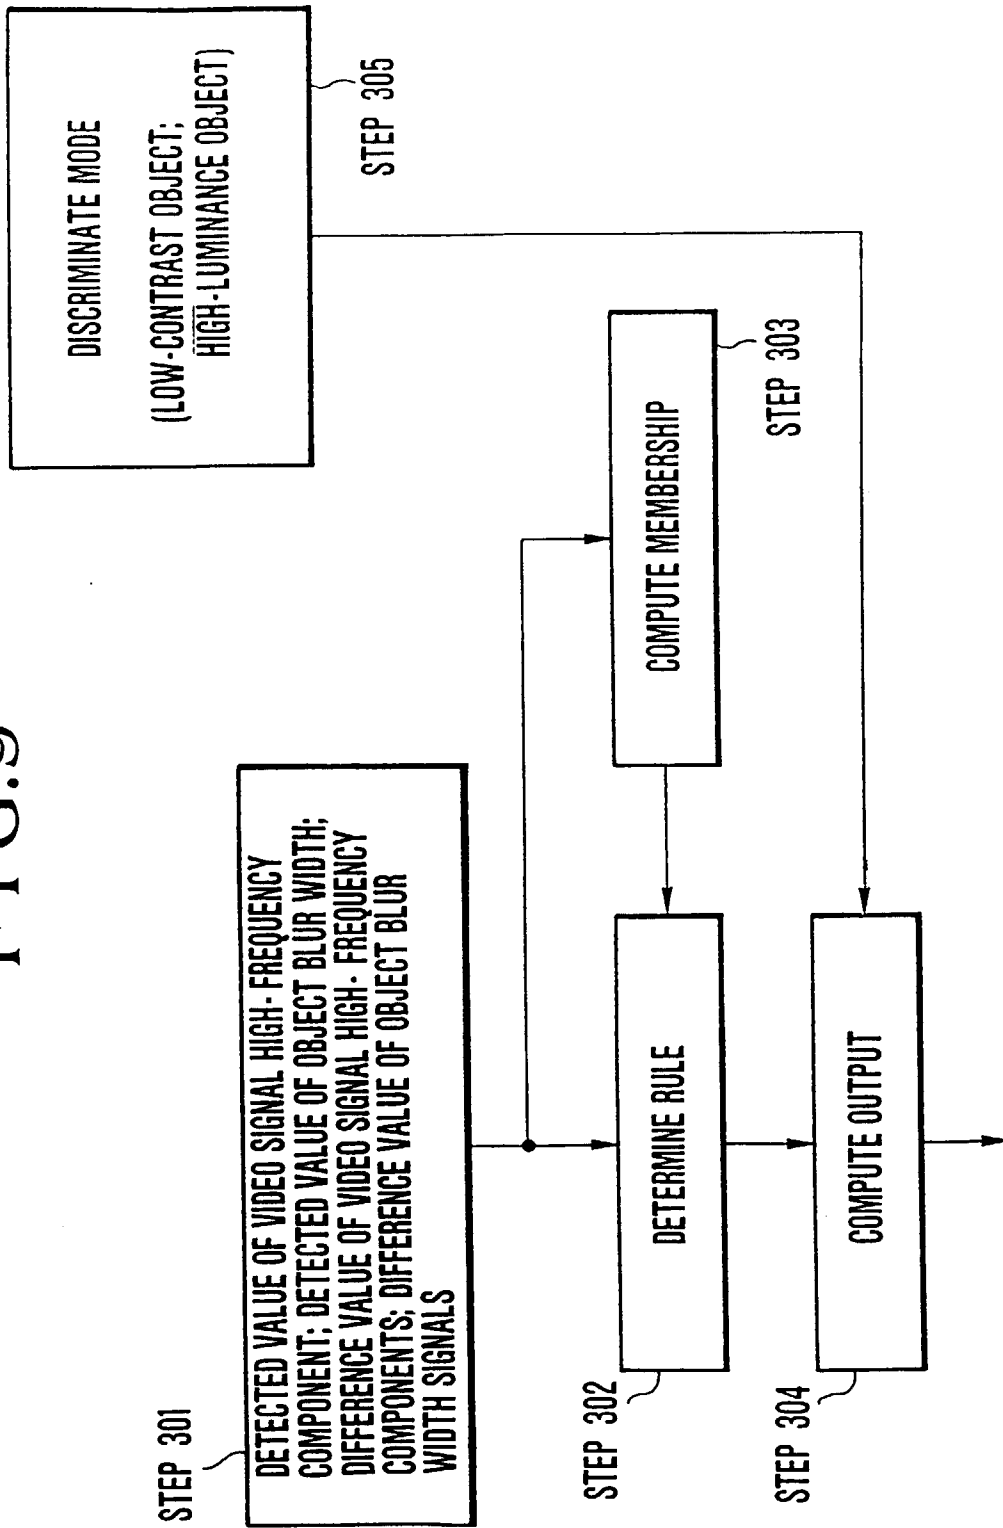 FIG.9
STEP 301
DETECTED VALUE OF VIDEO SIGNAL HIGH-FREQUENCY
COMPONENT; DETECTED VALUE OF OBJECT BLUR WIDTH;
DIFFERENCE VALUE OF VIDEO SIGNAL HIGH-FREQUENCY
COMPONENTS; DIFFERENCE VALUE OF OBJECT BLUR
WIDTH SIGNALS
DISCRIMINATE MODE
(LOW-CONTRAST OBJECT;
HIGH-LUMINANCE OBJECT)
STEP 305
STEP 302
DETERMINE RULE
COMPUTE MEMBERSHIP
STEP 303
STEP 304
COMPUTE OUTPUT